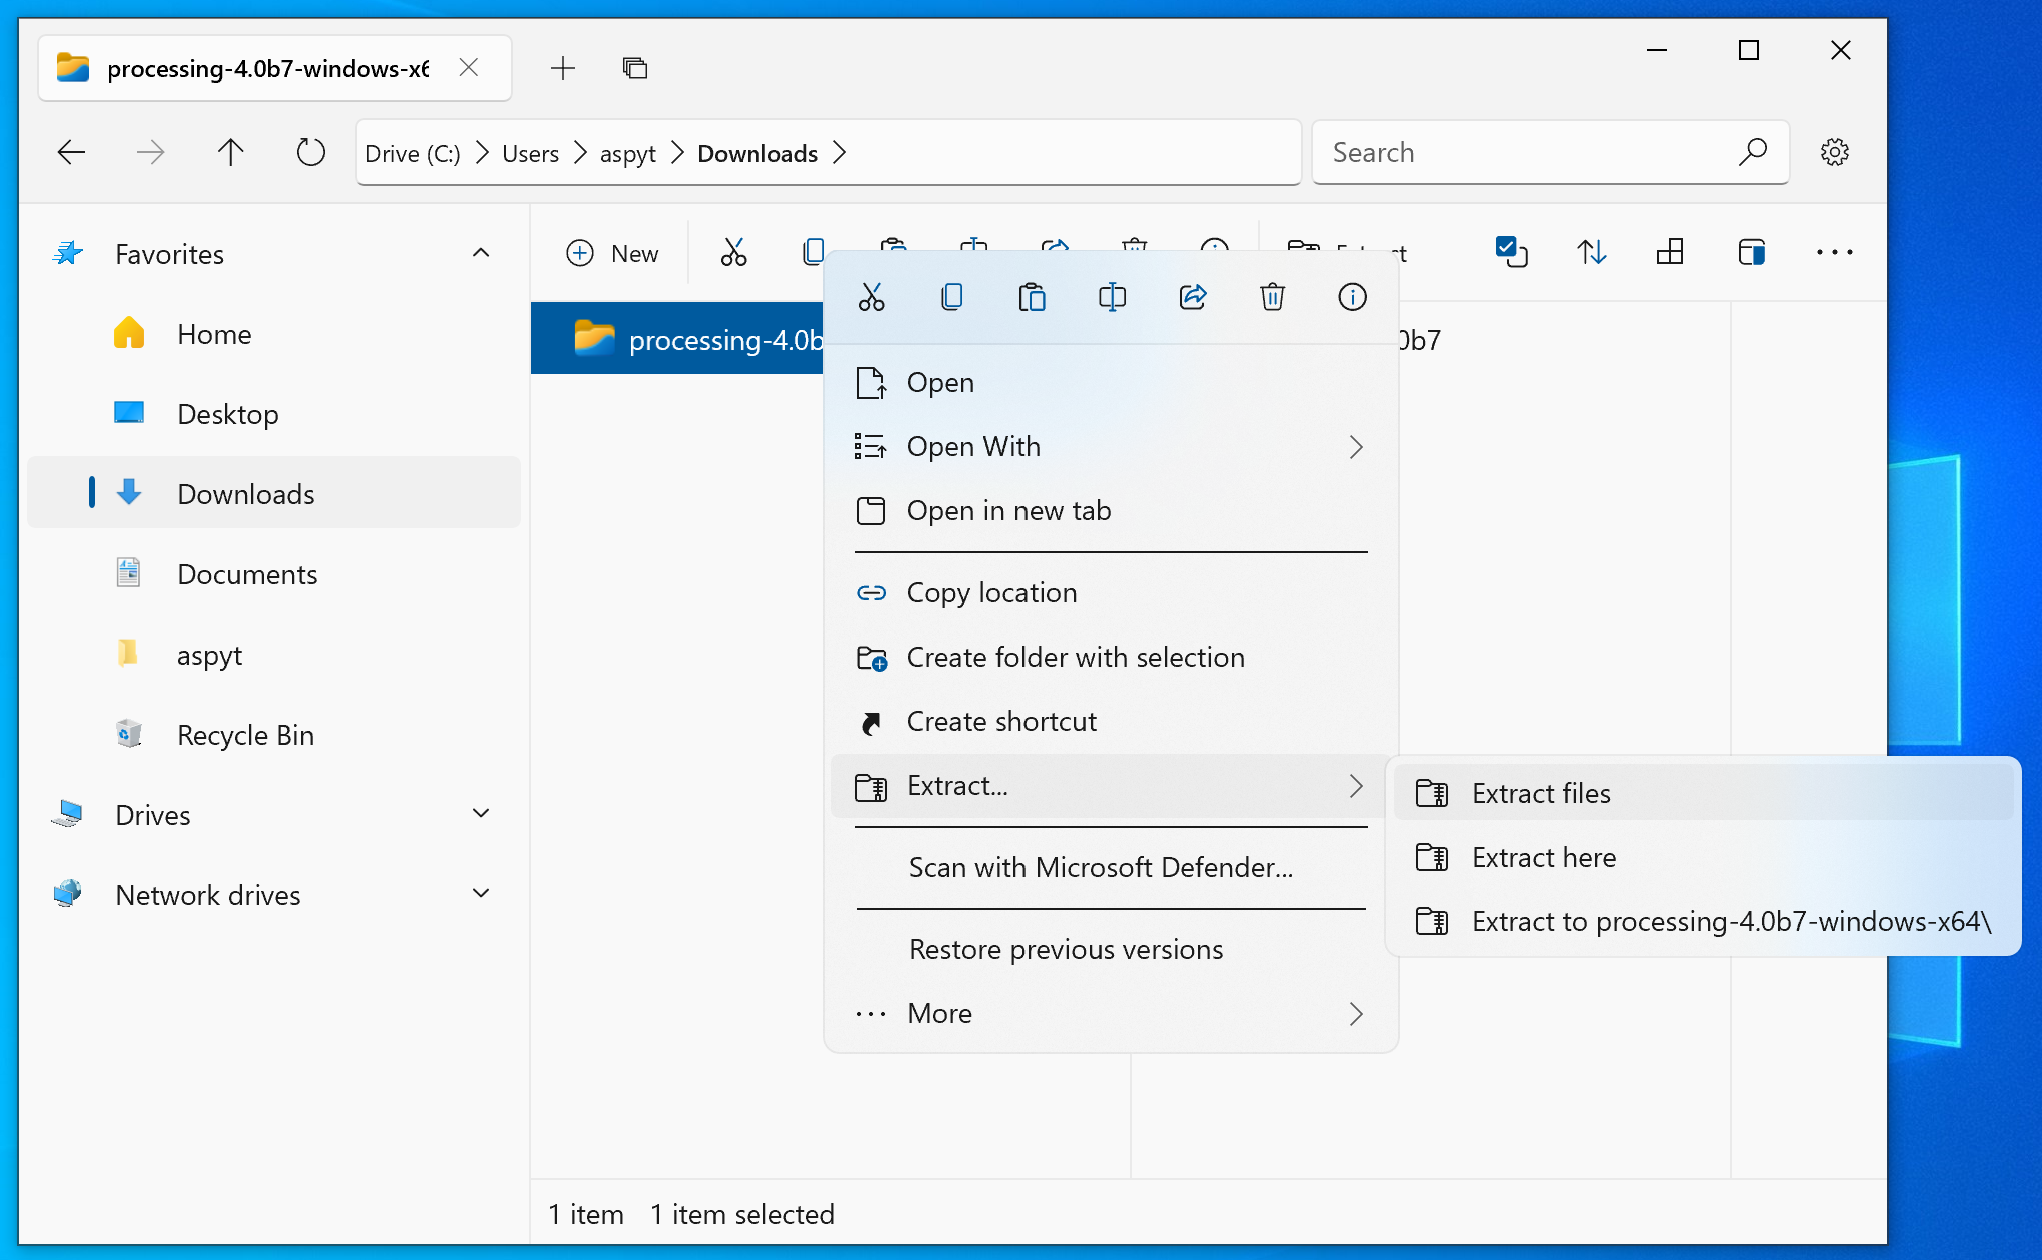 processing-4.0b7-windows-x6
Drive (C:) Users aspyt Downloads
Search
Favorites
Home
Desktop
Downloads
Documents
aspyt
Recycle Bin
Drives
Network drives
New
processing-4.0b
0b7
Open
Open With
Open in new tab
Copy location
Create folder with selection
Create shortcut
Extract...
Scan with Microsoft Defender...
Restore previous versions
More
Extract files
Extract here
Extract to processing-4.0b7-windows-x64\
1 item 1 item selected